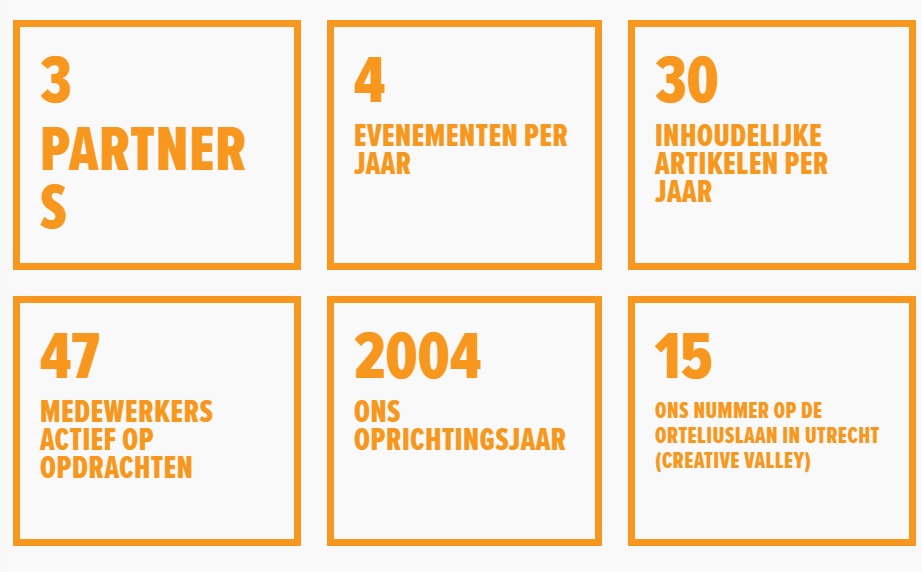 3
PARTNER
S
4
EVENEMENTEN PER
JAAR
30
INHOUDELIJKE
ARTIKELEN PER
JAAR
47
MEDEWERKERS
ACTIEF OP
OPDRACHTEN
2004
ONS
OPRICHTINGSJAAR
15
ONS NUMMER OP DE
ORTELIUSLAAN IN UTRECHT
(CREATIVE VALLEY)